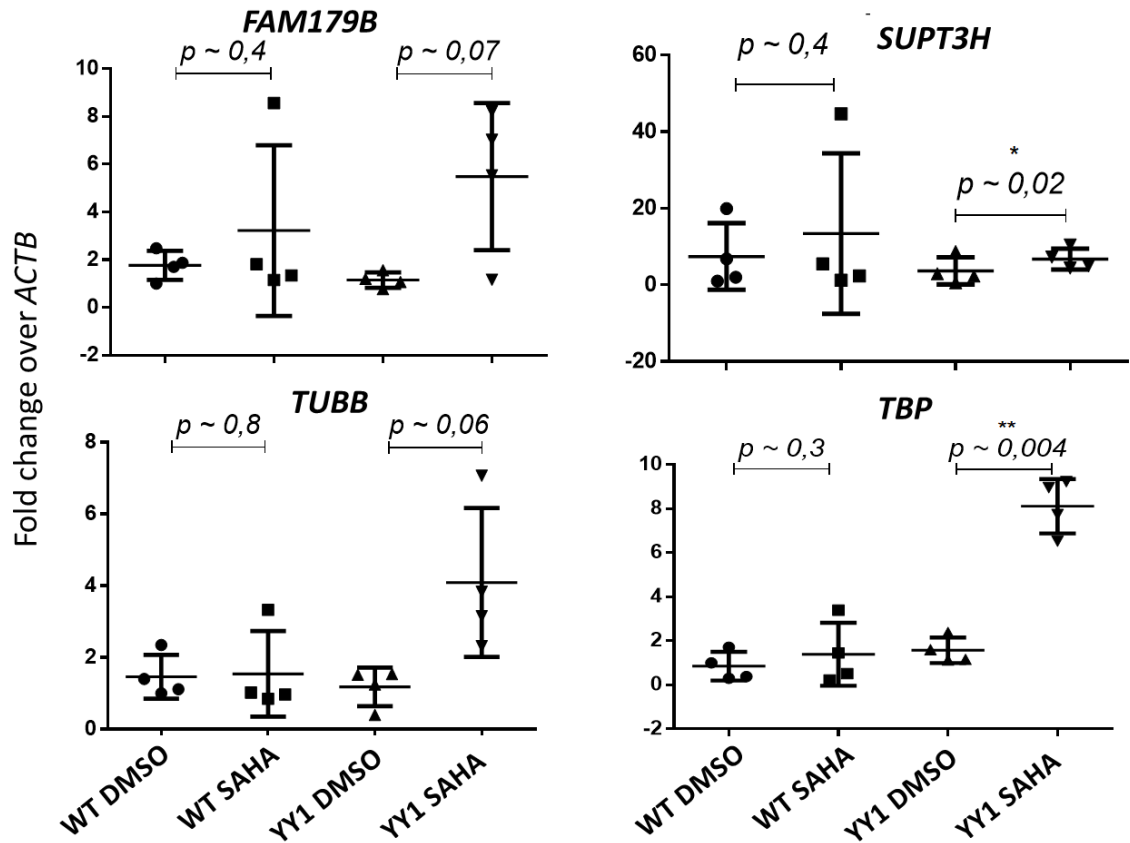 FAM179B
p ~ 0,4
p ~ 0,07
10
8
6
4
2
0
-2
SUPT3H
p ~ 0,4
*
p ~ 0,02
60
40
20
0
-20
Fold change over ACTB
TUBB
p ~ 0,8
p ~ 0,06
8
6
4
2
0
WT DMSO
WT SAHA
YY1 DMSO
YY1 SAHA
TBP
p ~ 0,3
**
p ~ 0,004
10
8
6
4
2
0
-2
WT DMSO
WT SAHA
YY1 DMSO
YY1 SAHA